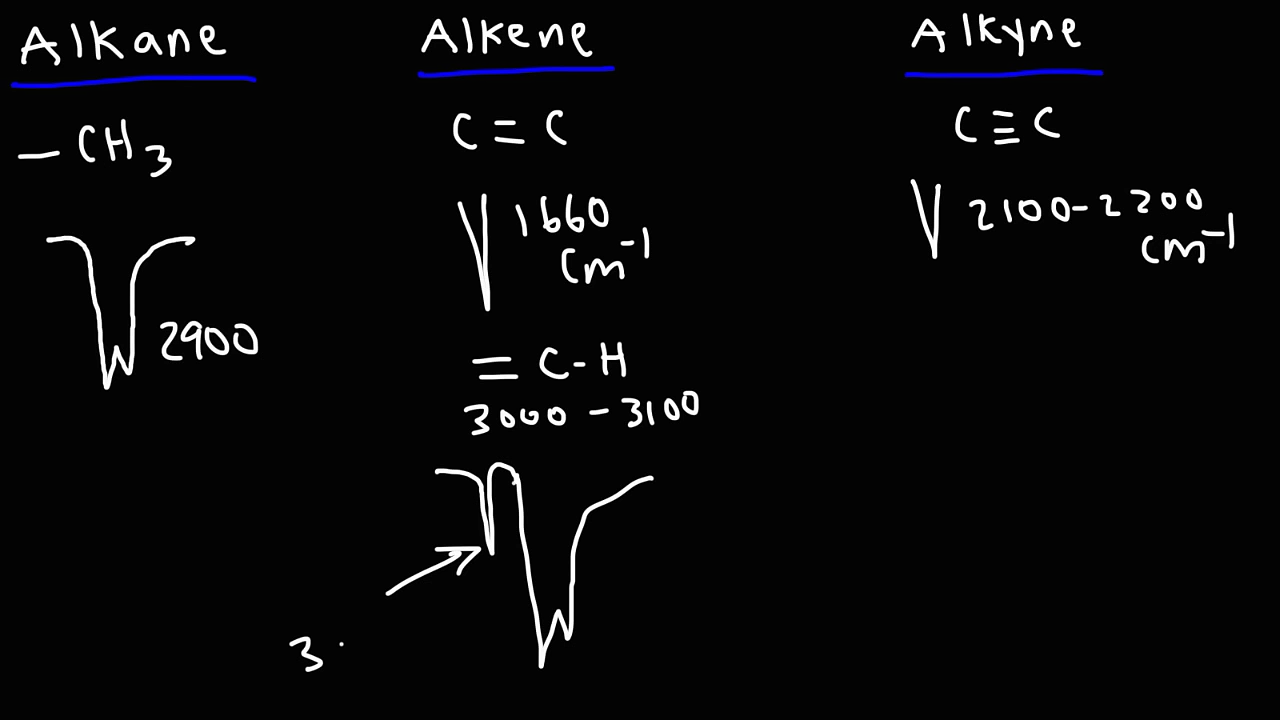 Alkane
Alkene
Alkyne
– CH3
C = C
C ≡ C
1660
cm-1
2100-2200
cm-1
2900
= C-H
3000 - 3100
3.